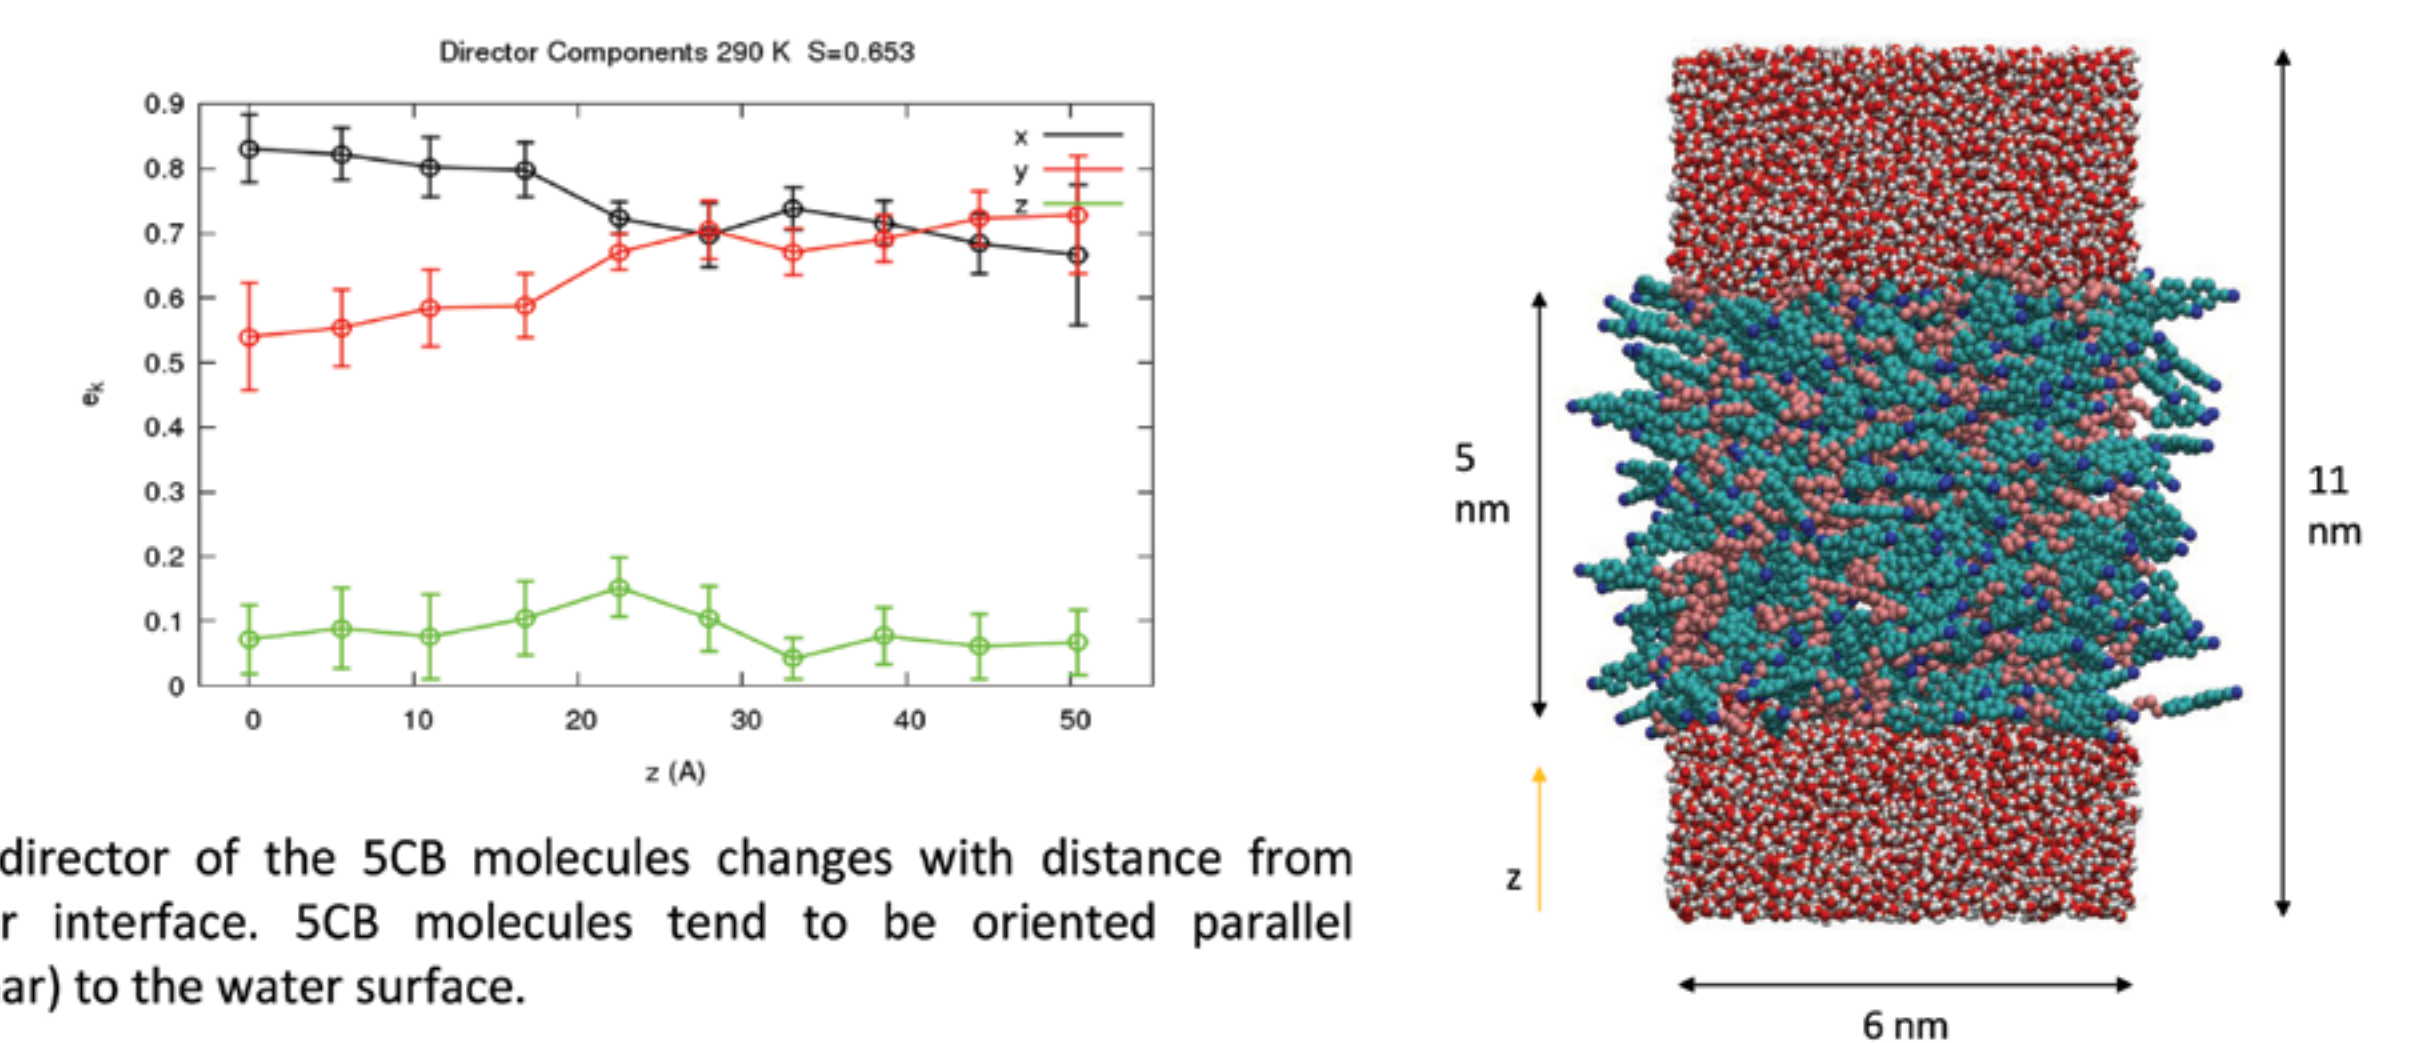 Director Components 290 K S=0.653
0.9
0.8
0.7
0.6
0.5
0.4
0.3
0.2
0.1
0
eₖ
x
y
z
0 10 20 30 40 50
z (A)
director of the 5CB molecules changes with distance from
r interface. 5CB molecules tend to be oriented parallel
ar) to the water surface.
5
nm
z
11
nm
6 nm